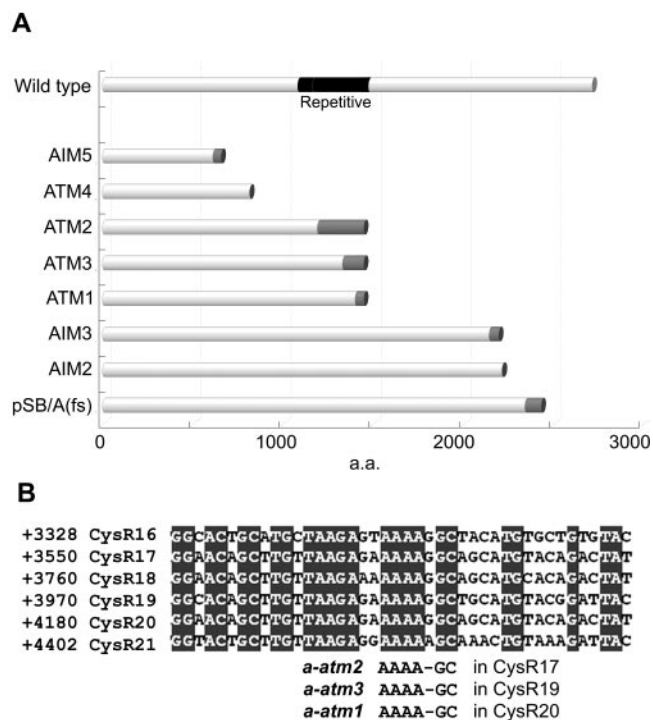 A
Wild type
Repetitive
AIM5
ATM4
ATM2
ATM3
ATM1
AIM3
AIM2
pSB/A(fs)
0 1000 2000 3000
a.a.
B
+3328 CysR16 GGCACTGCATGCTAAGAGTAAAAGGCTACATGTGCTGTGTAC
+3550 CysR17 GGAACAGCTTGTTAAGAGAAAAAGGCAGCATGTACAGACTAT
+3760 CysR18 GGAACAGCTTGTTAAGAAAAAAAGGCAGCATGCACAGACTAT
+3970 CysR19 GGCACAGCTTGTTAAGAGAAAAAGGCTGCATGTACGGATTAC
+4180 CysR20 GGAACAGCTTGTTAAGAGAAAAAGGCAGCATGTACAGACTAT
+4402 CysR21 GGTACTGCTTGTTAAGAGGAAAAAGCAAACTGTAAAGATTAC
a-atm2 AAAA-GC in CysR17
a-atm3 AAAA-GC in CysR19
a-atm1 AAAA-GC in CysR20